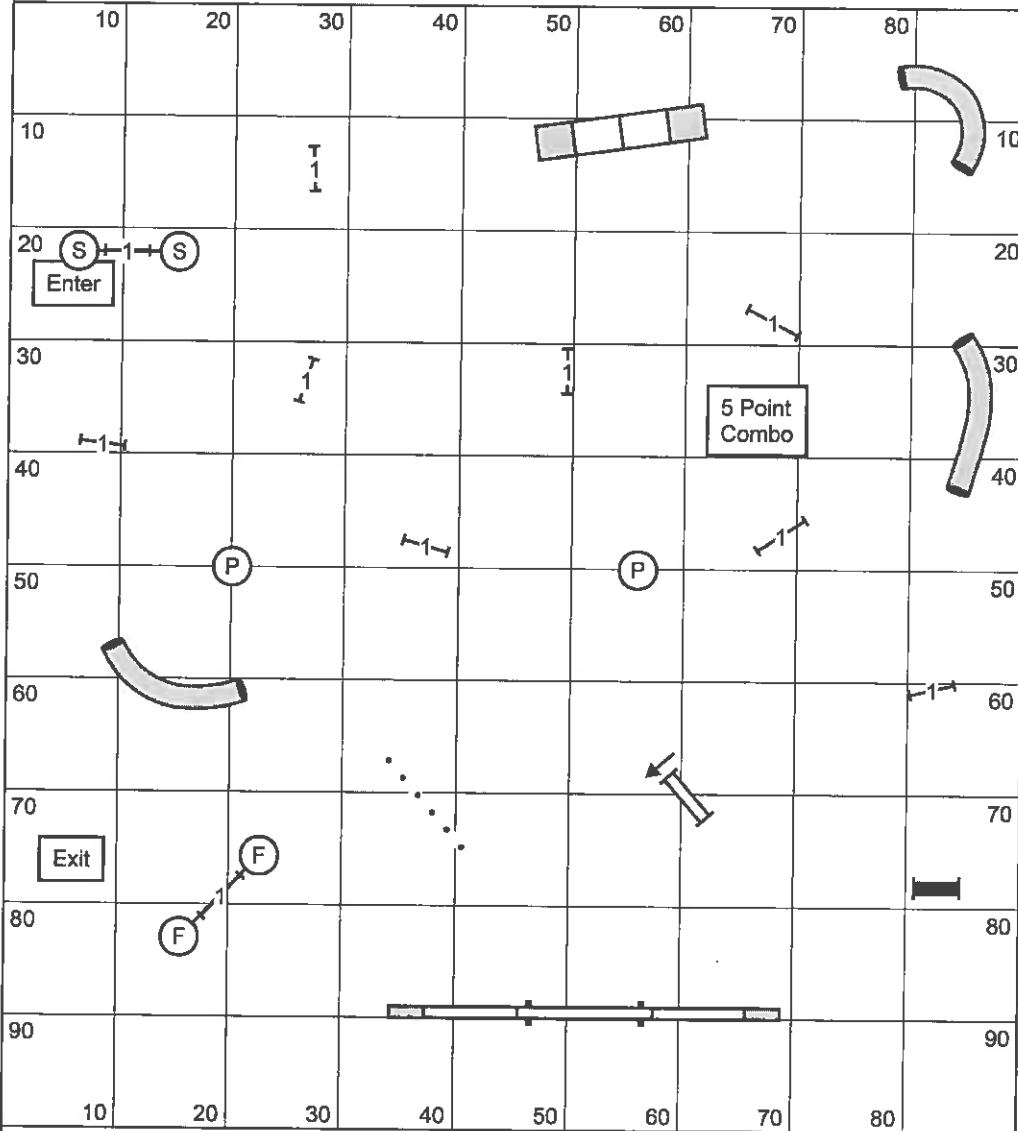 10 20 30 40 50 60 70 80
10 10
1
20 S 1 S 20
Enter
1
30 1 1 30
5 Point
Combo
1
40 40
1 1
P P
50 50
60 1 60
70 70
Exit F
1
80 F 80
90 90
10 20 30 40 50 60 70 80